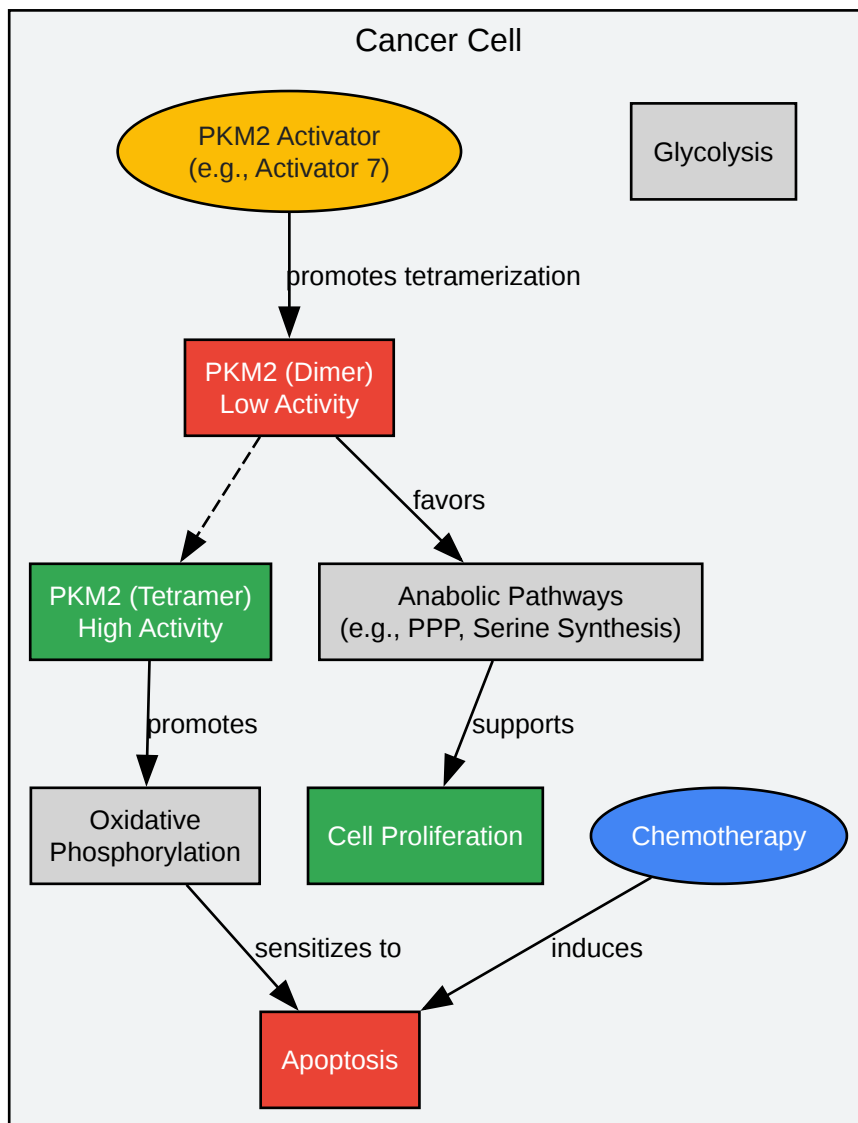 Cancer Cell
PKM2 Activator
(e.g., Activator 7)
Glycolysis
promotes tetramerization
PKM2 (Dimer)
Low Activity
favors
PKM2 (Tetramer)
High Activity
Anabolic Pathways
(e.g., PPP, Serine Synthesis)
promotes
supports
Oxidative
Phosphorylation
Cell Proliferation
Chemotherapy
sensitizes to
induces
Apoptosis